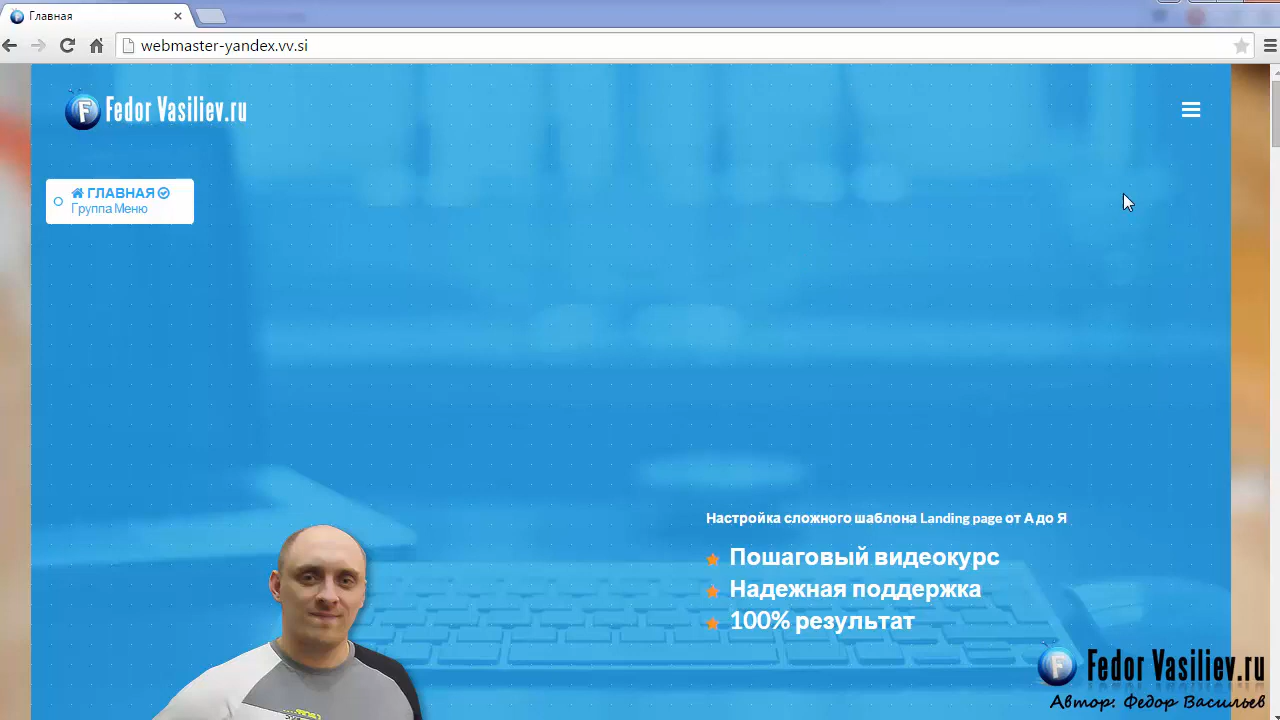 Главная
webmaster-yandex.vv.si
Fedor Vasiliev.ru
ГЛАВНАЯ
Группа Меню
Настройка сложного шаблона Landing page от А до Я
Пошаговый видеокурс
Надежная поддержка
100% результат
Fedor Vasiliev.ru
Автор: Федор Васильев